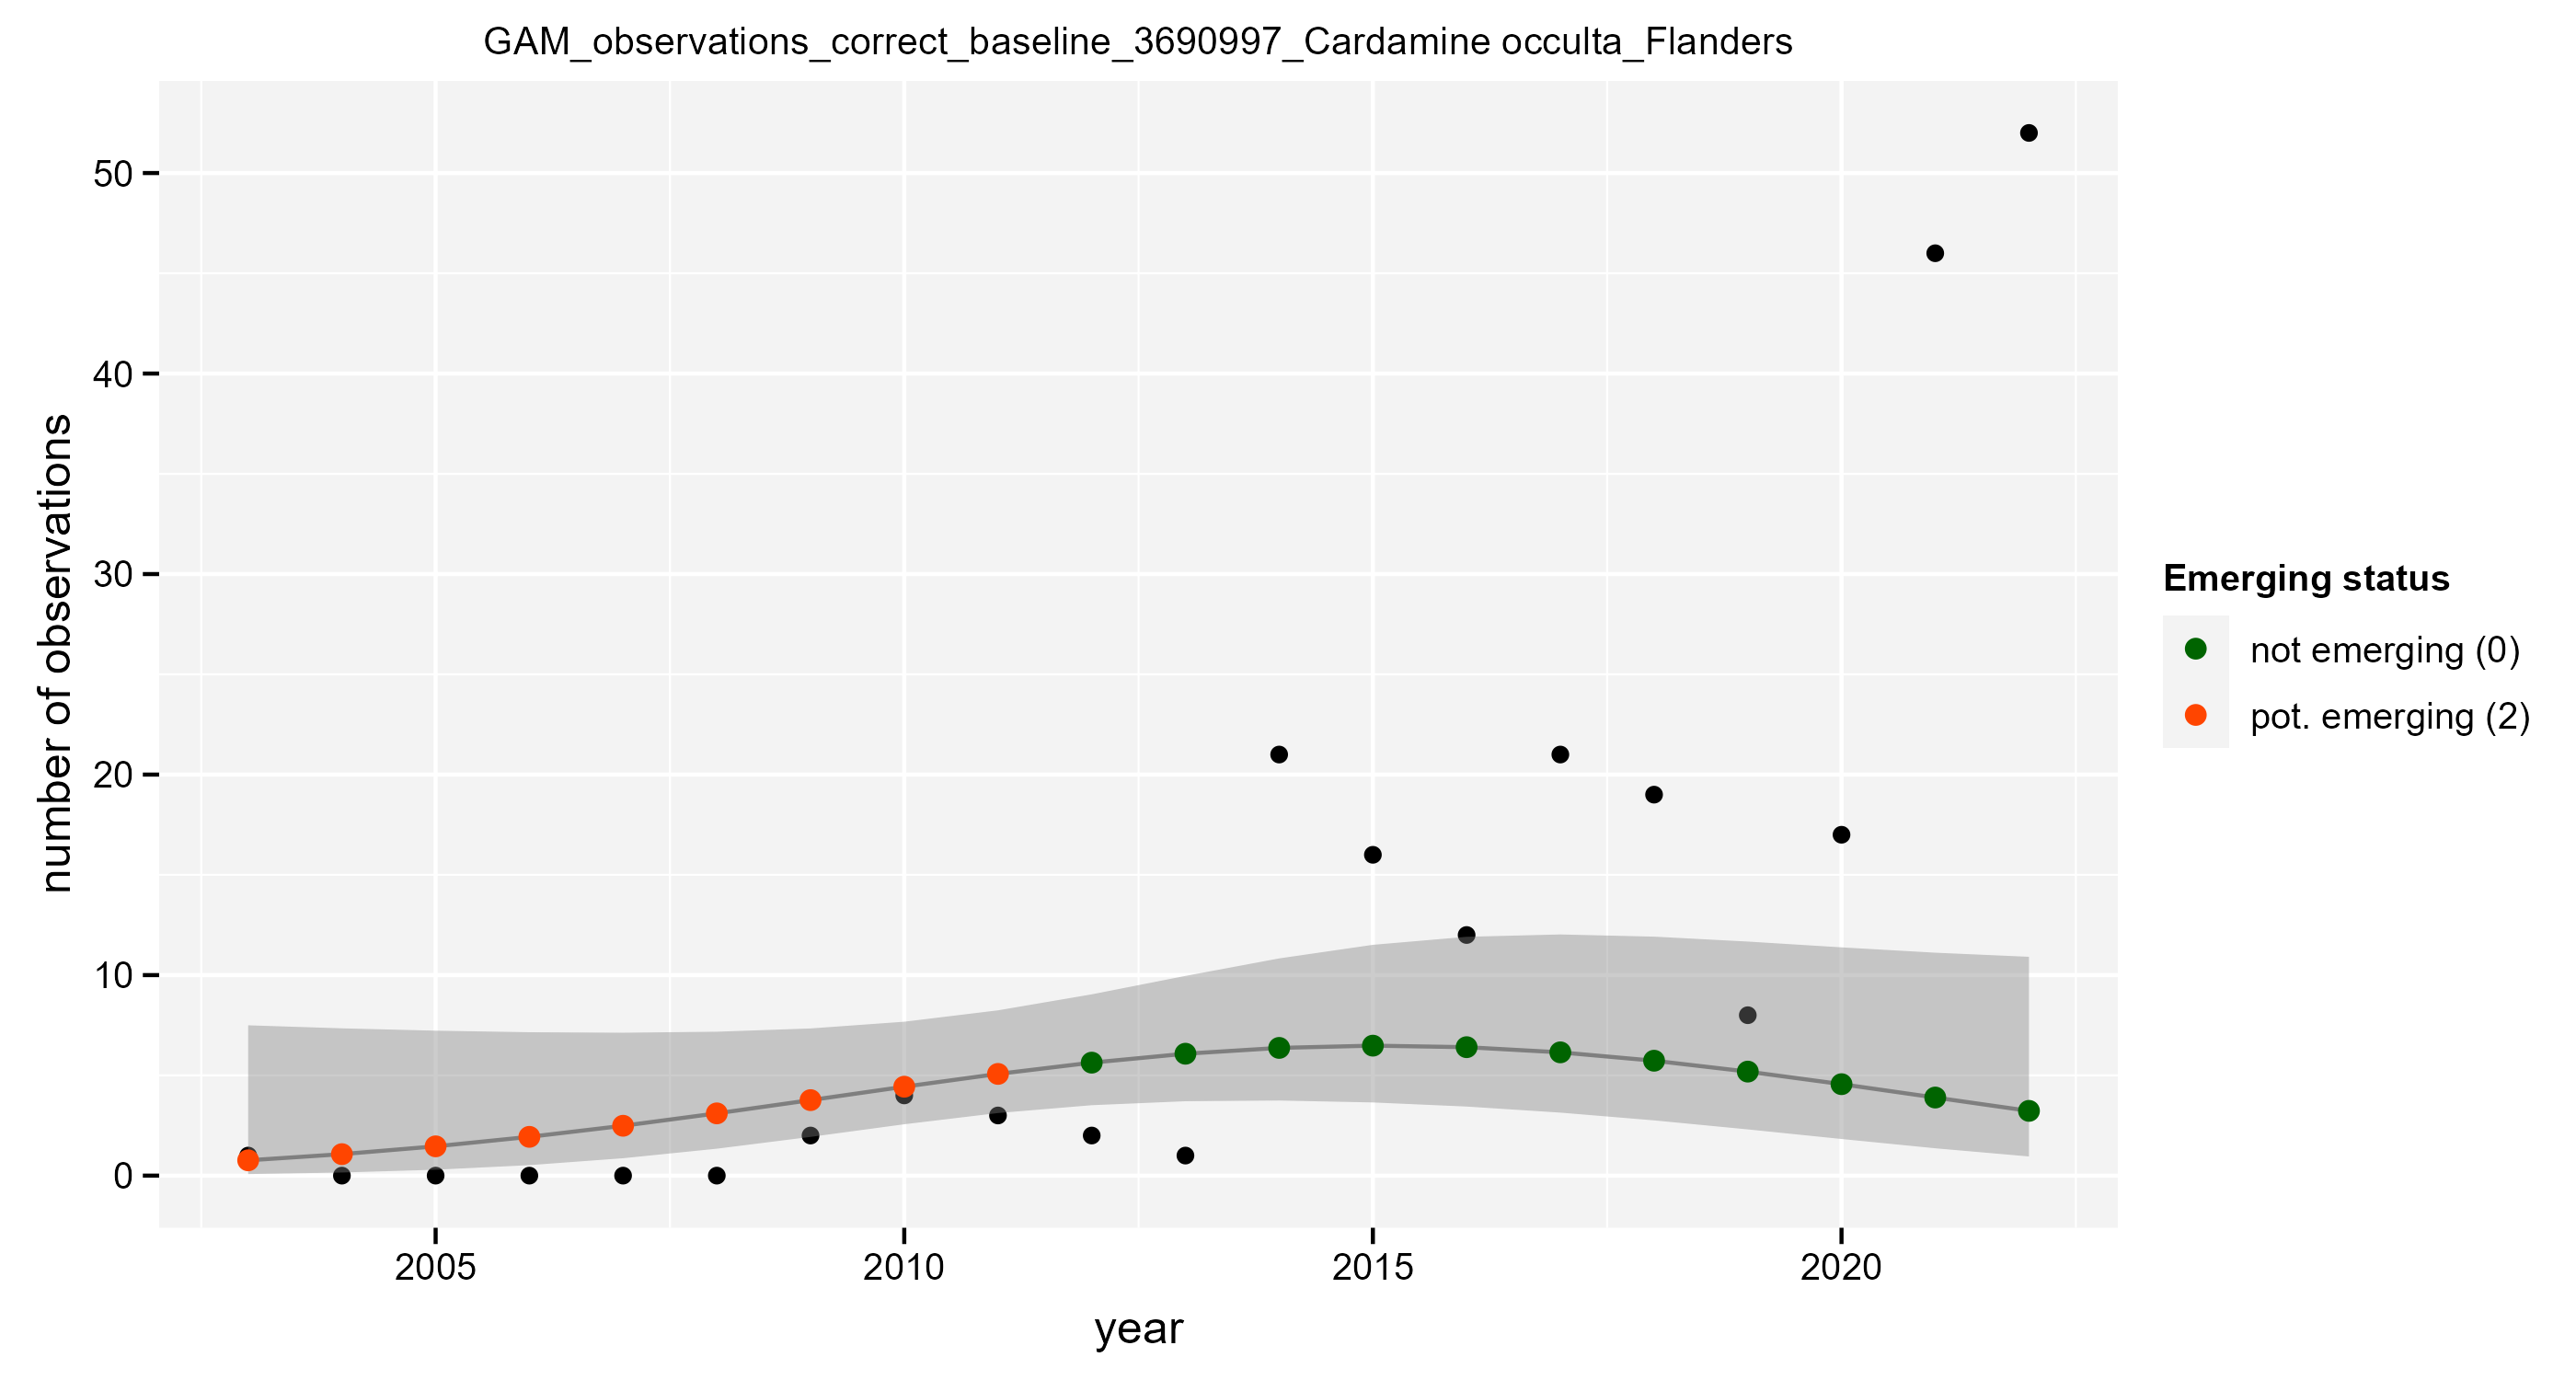 GAM_observations_correct_baseline_3690997_Cardamine occulta_Flanders
number of observations
50
40
30
20
10
0
2005
2010
2015
2020
year
Emerging status
not emerging (0)
pot. emerging (2)